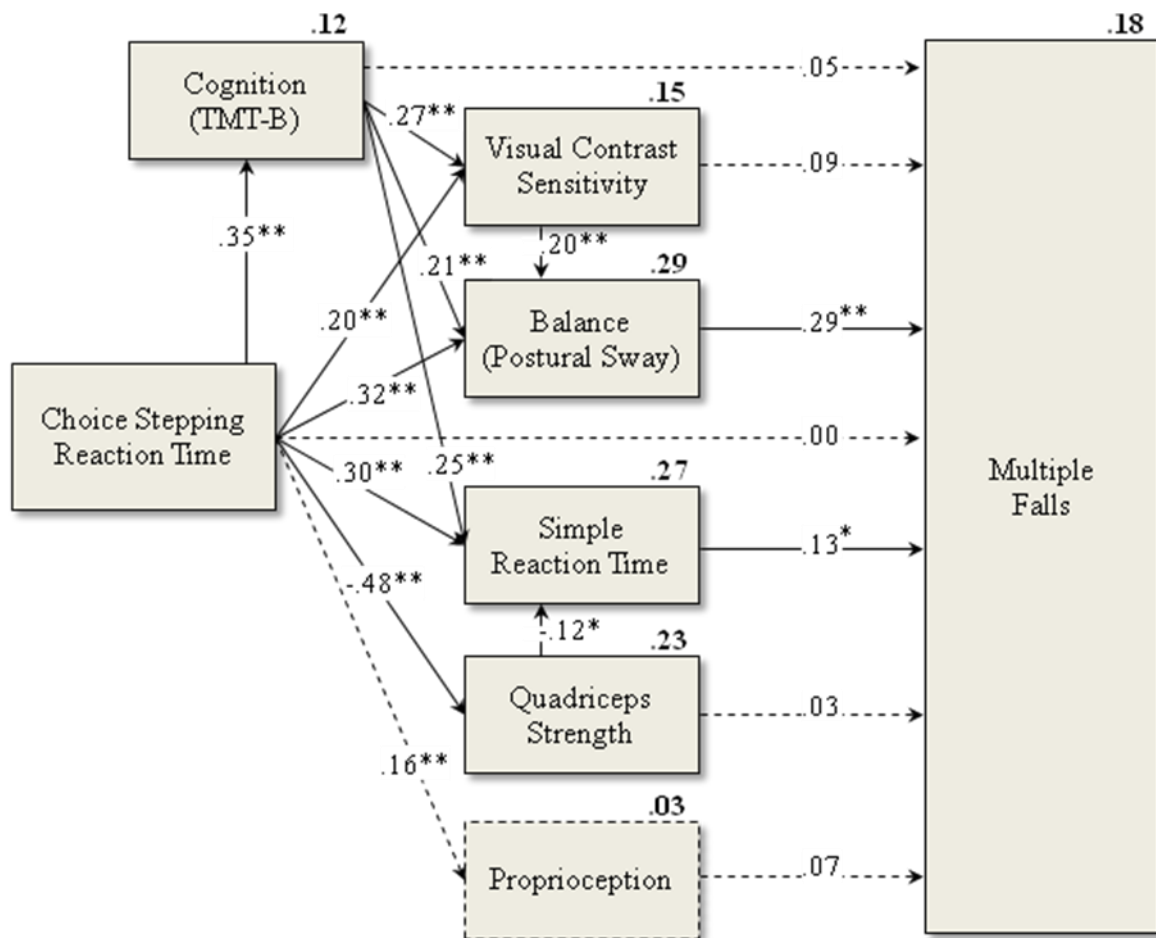 .12
.18
Cognition
(TMT-B)
.05
.15
.27**
Visual Contrast
Sensitivity
.09
.35**
.20**
.21**
.29
.20**
Balance
(Postural Sway)
.29**
.32**
Choice Stepping
Reaction Time
.00
.30**
.25**
.27
Multiple
Falls
Simple
Reaction Time
.13*
-.48**
-.12*
.23
Quadriceps
Strength
.03
.16**
.03
Proprioception
.07